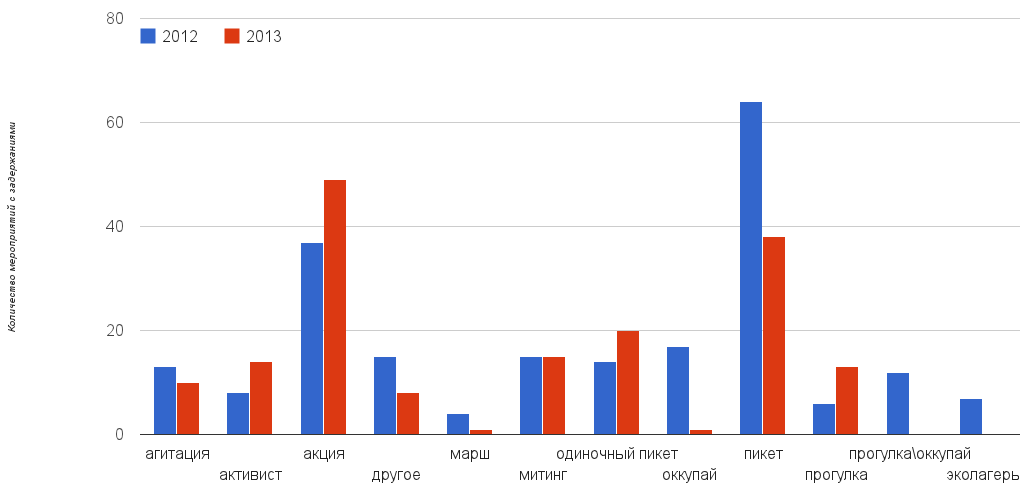 80
2012 2013
60
40
20
0
Количество мероприятий с задержаниями
агитация акция марш одиночный пикет пикет прогулка\оккупай
активист другое митинг оккупай прогулка эколагерь